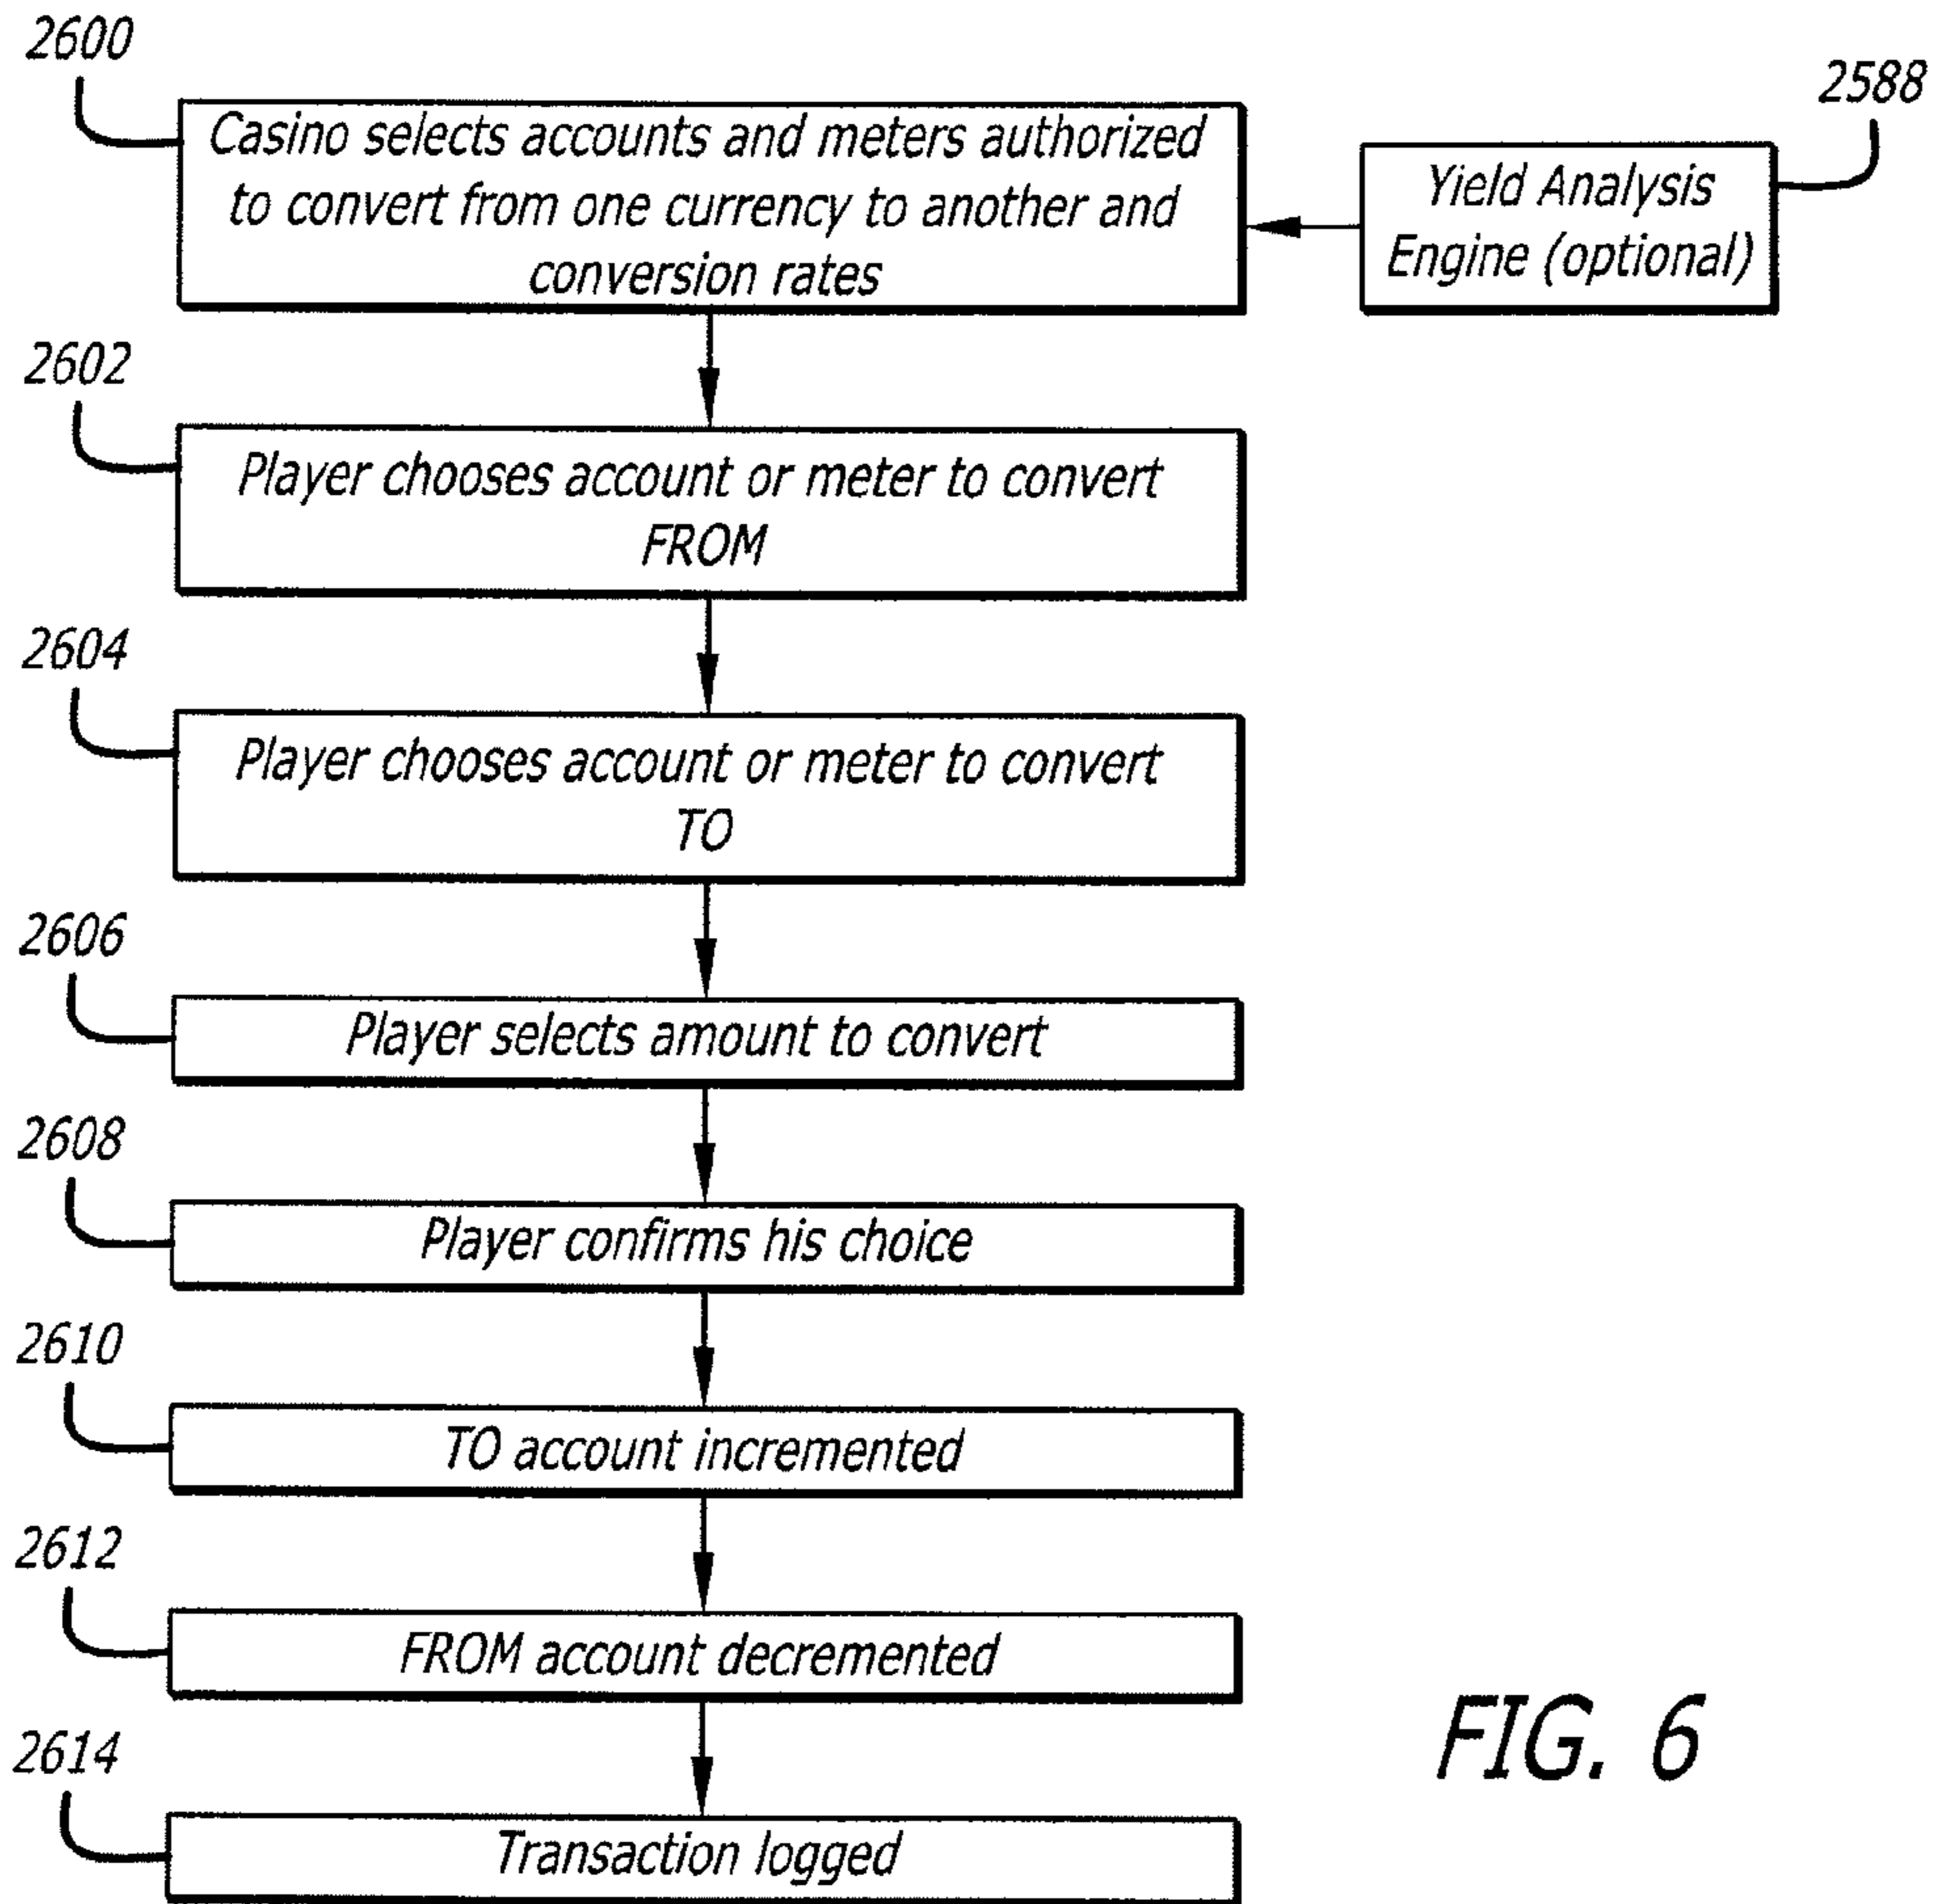 2600
Casino selects accounts and meters authorized
to convert from one currency to another and
conversion rates
2588
Yield Analysis
Engine (optional)
2602
Player chooses account or meter to convert
FROM
2604
Player chooses account or meter to convert
TO
2606
Player selects amount to convert
2608
Player confirms his choice
2610
TO account incremented
2612
FROM account decremented
2614
Transaction logged
FIG. 6